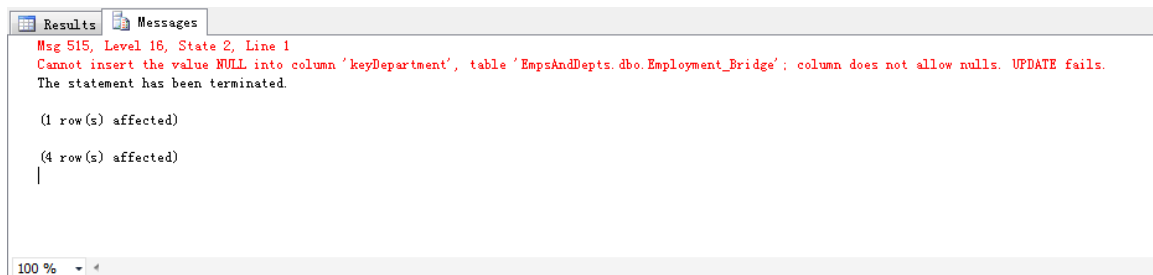 Results Messages
Msg 515, Level 16, State 2, Line 1
Cannot insert the value NULL into column 'keyDepartment', table 'EmpsAndDepts.dbo.Employment_Bridge'; column does not allow nulls. UPDATE fails.
The statement has been terminated.
(1 row(s) affected)
(4 row(s) affected)
100 %